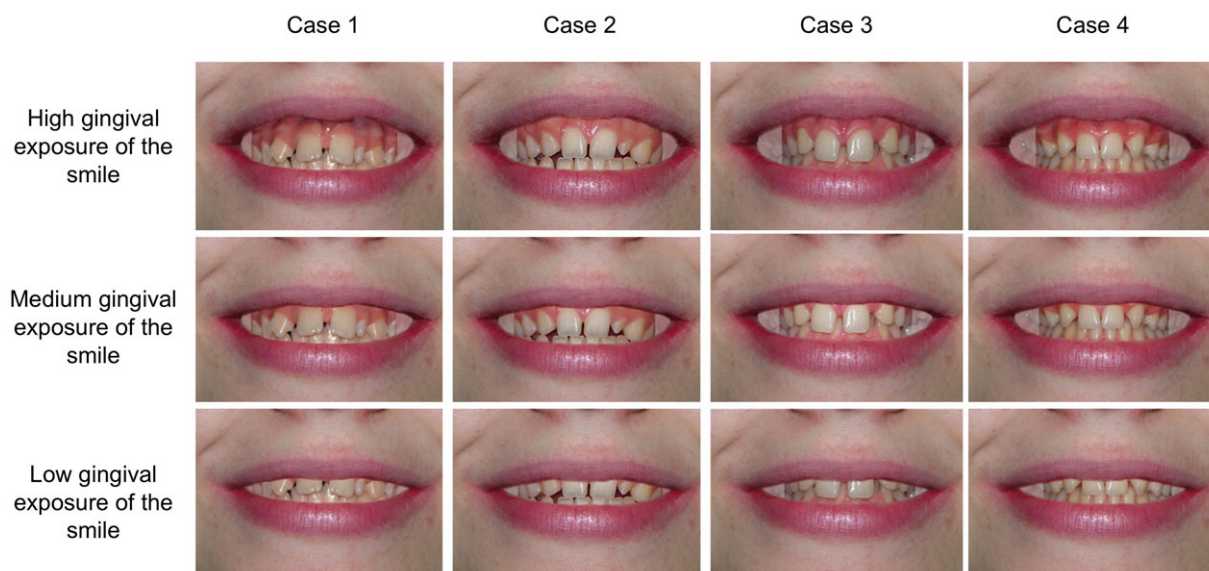 Case 1
Case 2
Case 3
Case 4
High gingival
exposure of the
smile
Medium gingival
exposure of the
smile
Low gingival
exposure of the
smile